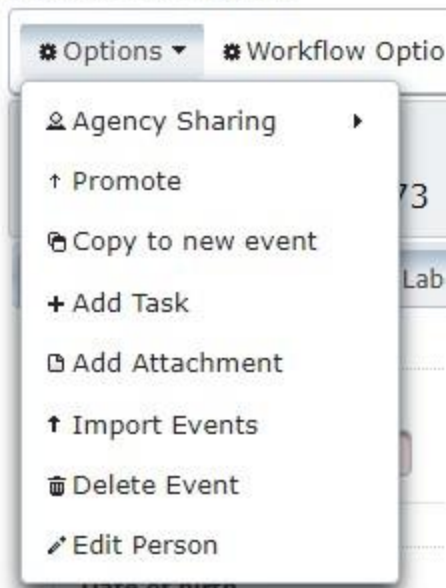 Options Workflow Optio
Agency Sharing
Promote
73
Copy to new event
Lab
Add Task
Add Attachment
Import Events
Delete Event
Edit Person